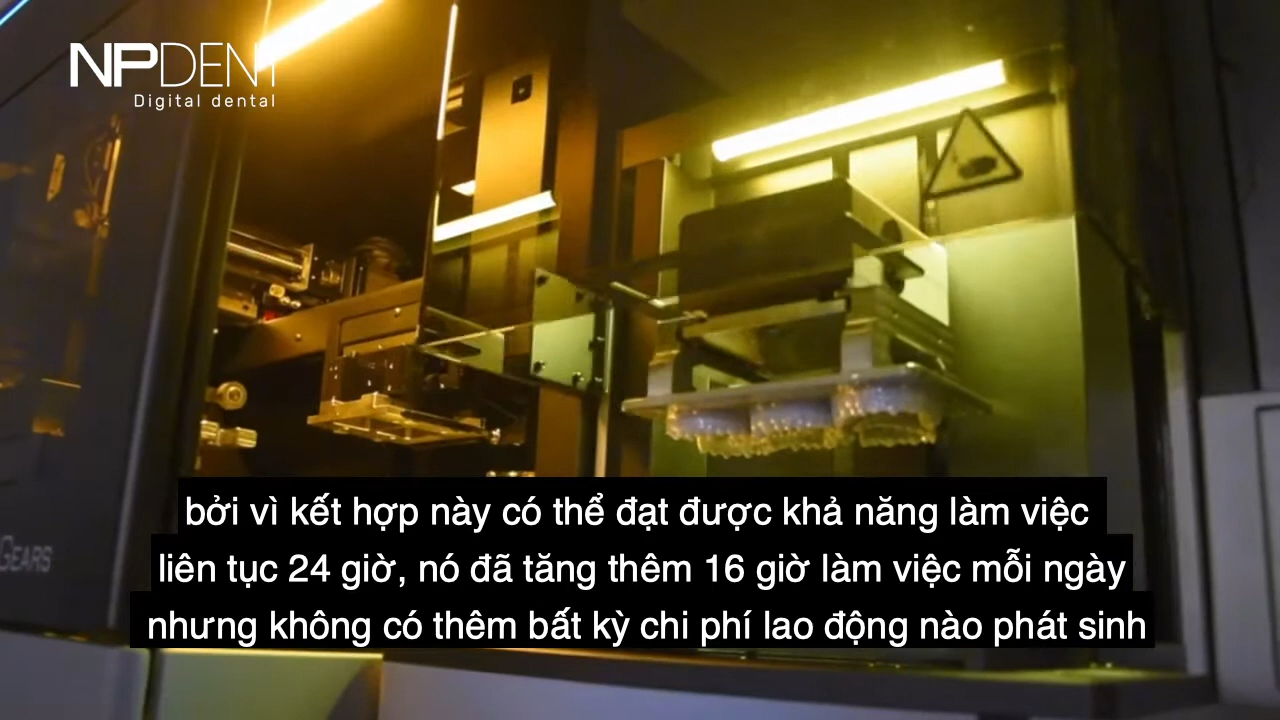 NPDENT
Digital dental
GEARS
bởi vì kết hợp này có thể đạt được khả năng làm việc
liên tục 24 giờ, nó đã tăng thêm 16 giờ làm việc mỗi ngày
nhưng không có thêm bất kỳ chi phí lao động nào phát sinh